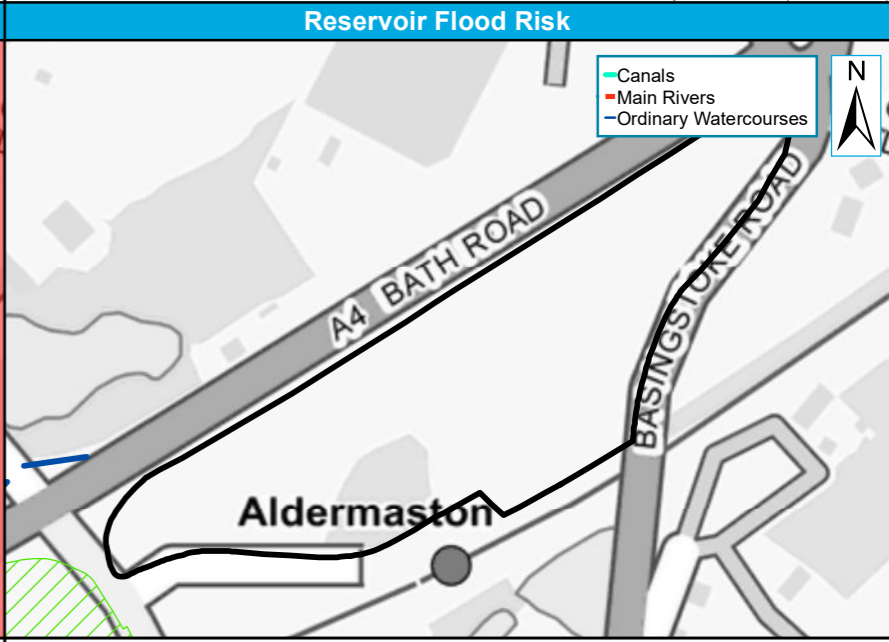 Reservoir Flood Risk
Canals
Main Rivers
Ordinary Watercourses
N
A4 BATH ROAD
BASINGSTOKE ROAD
Aldermaston